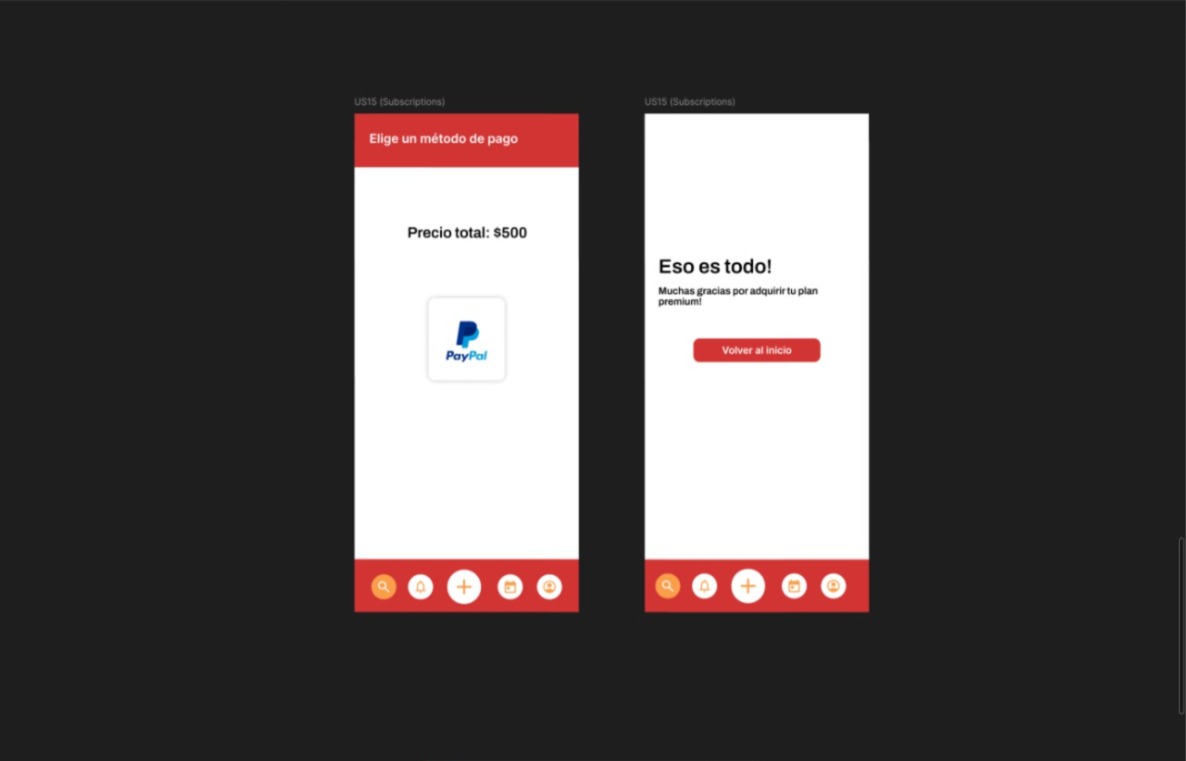 US15 (Subscriptions)
Elige un método de pago
Precio total: $500
PayPal
US15 (Subscriptions)
Eso es todo!
Muchas gracias por adquirir tu plan
premium!
Volver al inicio